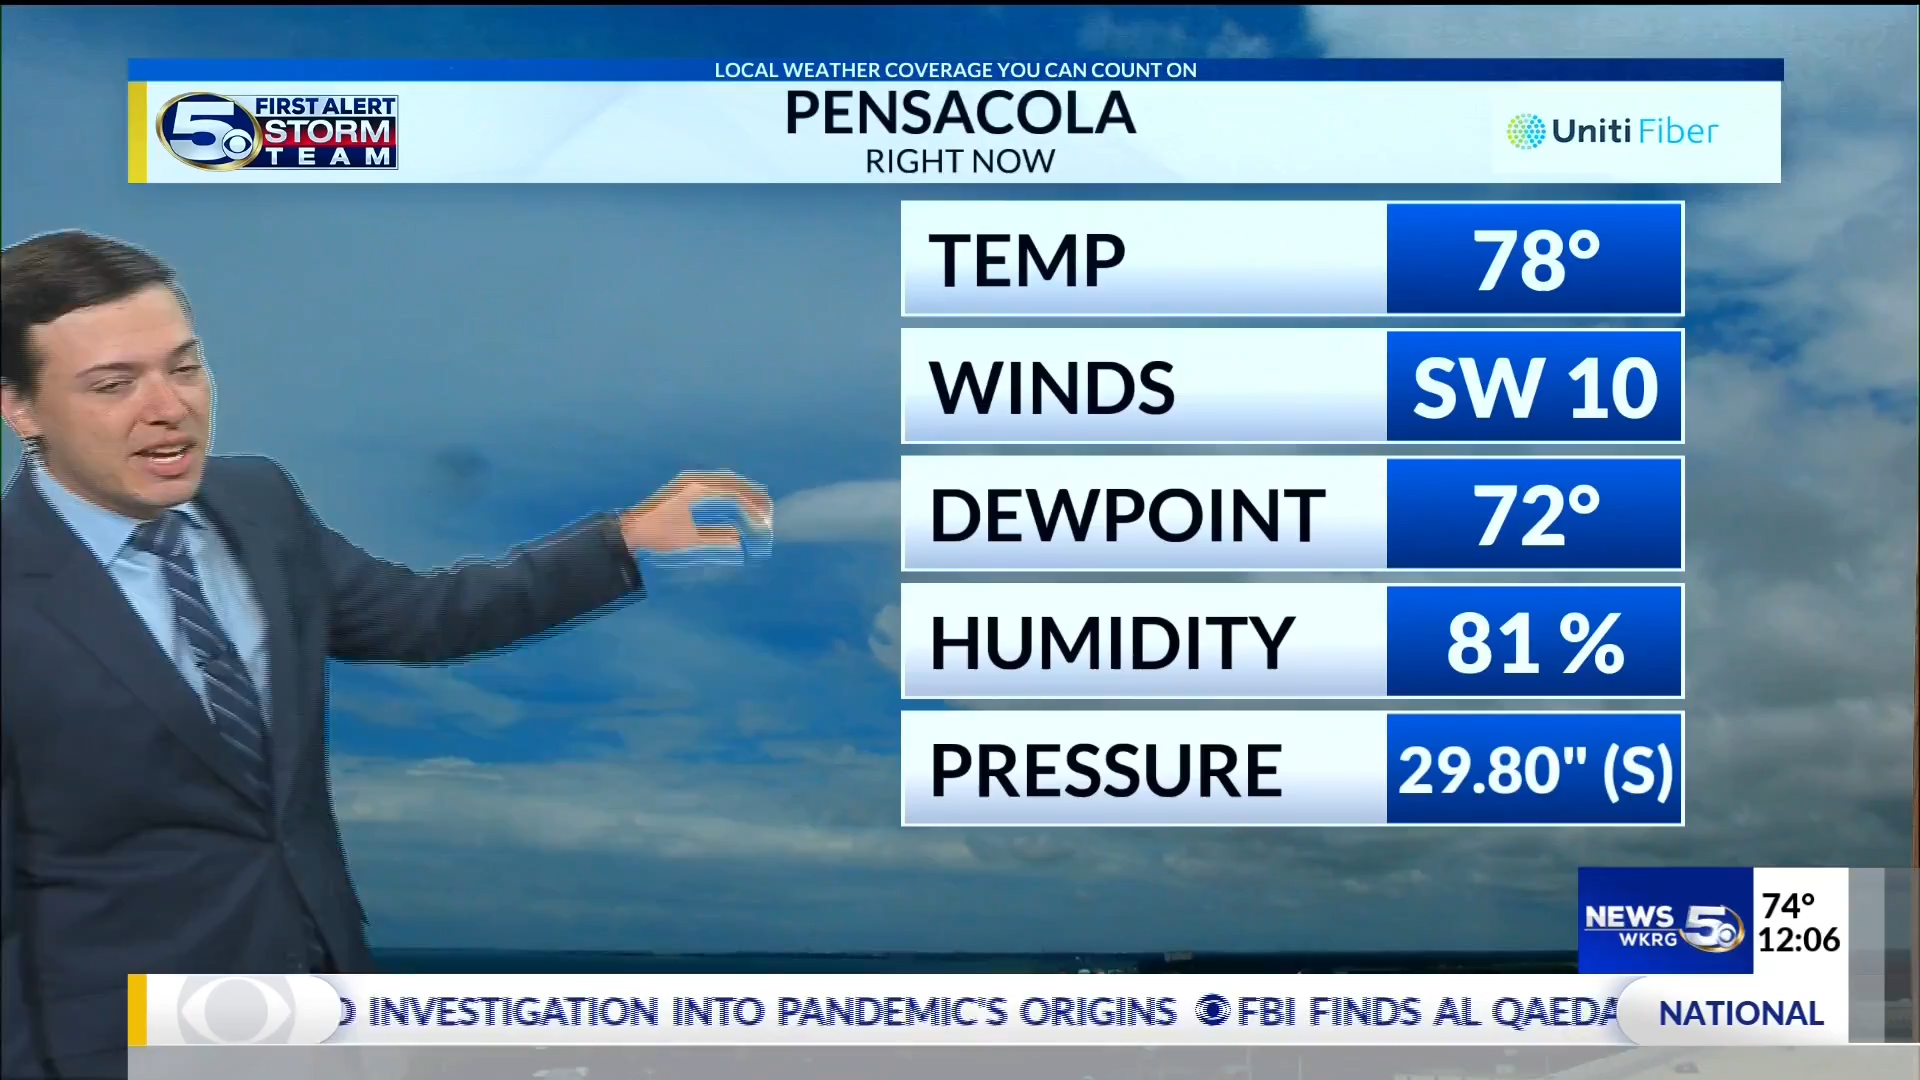 LOCAL WEATHER COVERAGE YOU CAN COUNT ON
5 FIRST ALERT
STORM
TEAM
PENSACOLA
RIGHT NOW
Uniti Fiber
TEMP 78°
WINDS SW 10
DEWPOINT 72°
HUMIDITY 81 %
PRESSURE 29.80" (S)
NEWS 5
WKRG
74°
12:06
INVESTIGATION INTO PANDEMIC'S ORIGINS FBI FINDS AL QAEDA
NATIONAL